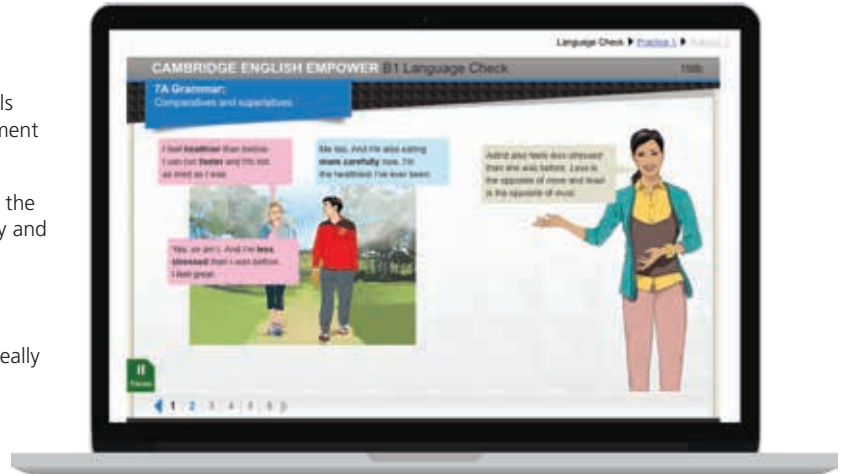 ls
ment
the
y and
eally
Language Check Practice 1
CAMBRIDGE ENGLISH EMPOWER B1 Language Check
7A Grammar:
Comparatives and superlatives
I feel healthier than before.
I can run faster and I'm not
as tired as I was.
Me too. And I'm also eating
more carefully now. I'm
the healthiest I've ever been.
Yes, so am I. And I'm less
stressed than I was before.
I feel great.
Astrid also feels less stressed
than she was before. Less is
the opposite of more and least
is the opposite of most.
Pause
1 2 3 4 5 6